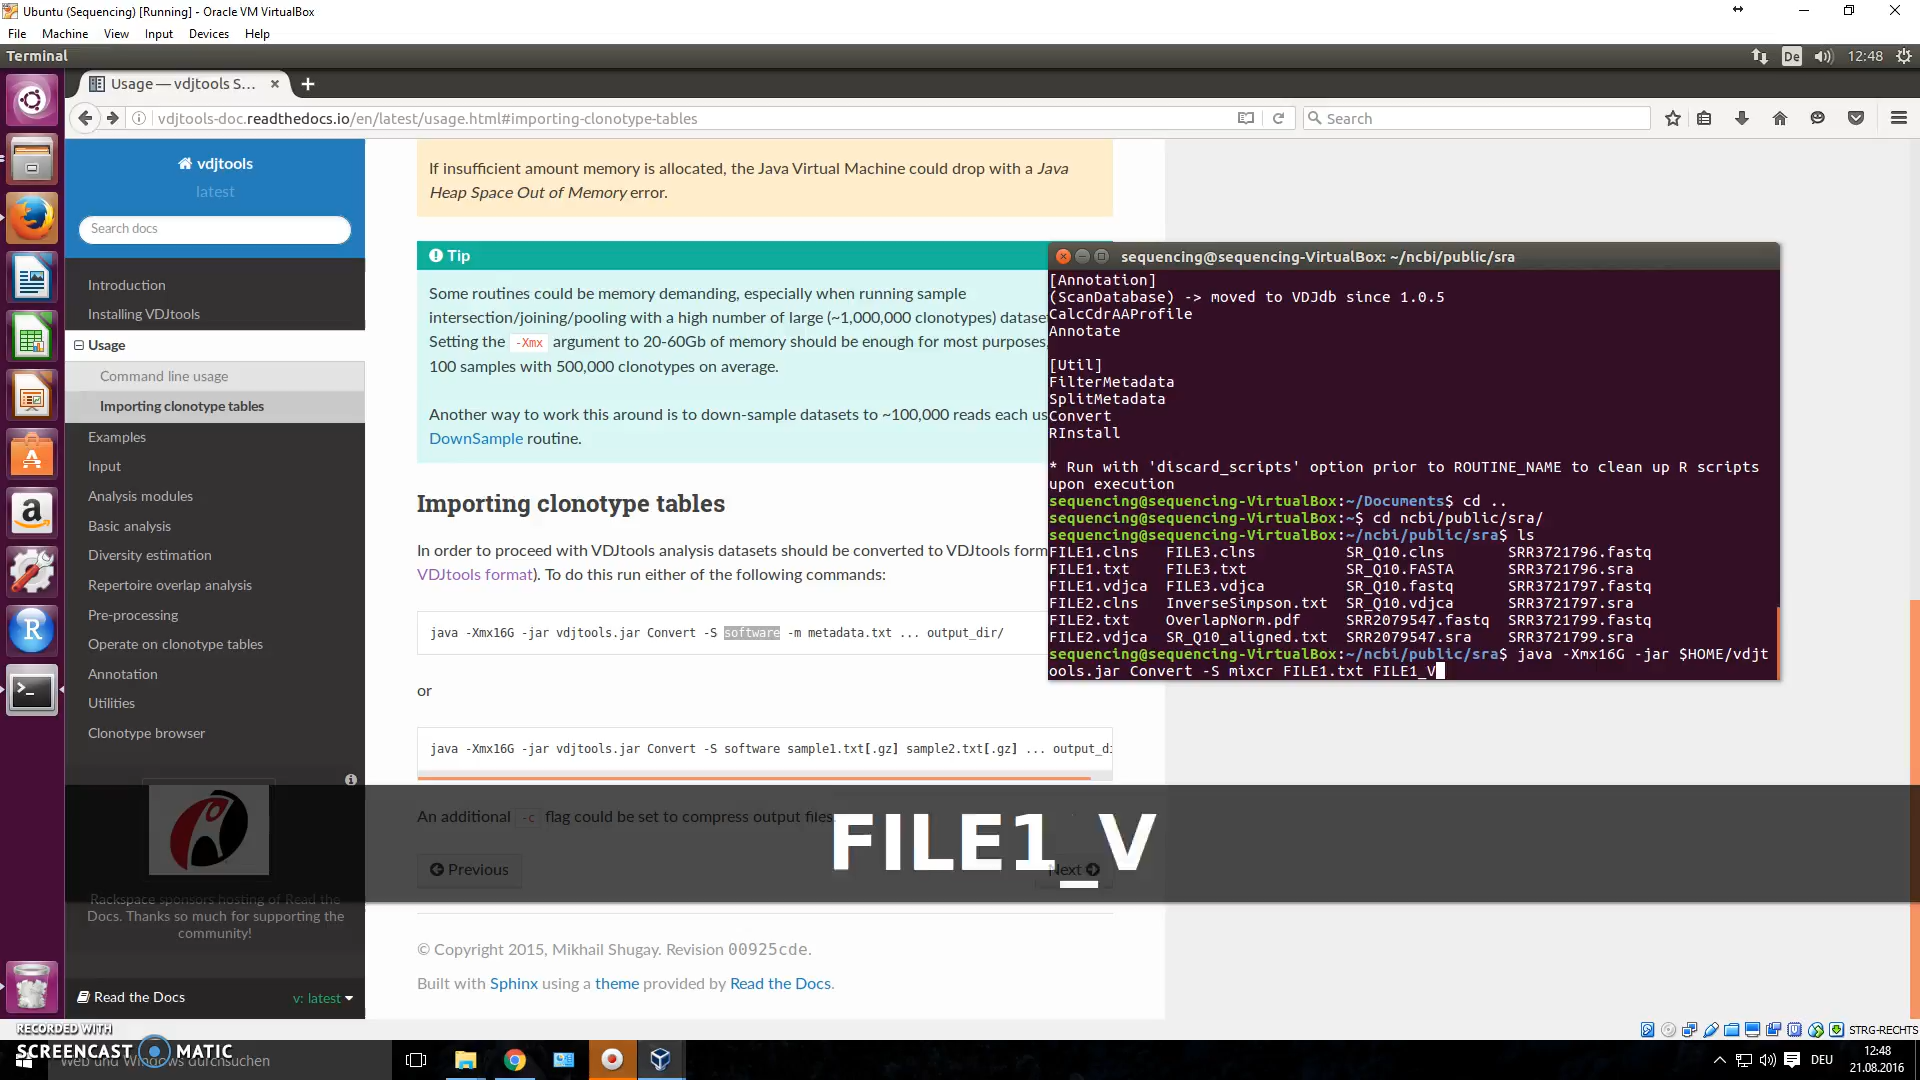 Ubuntu (Sequencing) [Running] - Oracle VM VirtualBox
File Machine View Input Devices Help
Terminal
De
12:48
Usage — vdjtools S...
vdjtools-doc.readthedocs.io/en/latest/usage.html#importing-clonotype-tables
Search
vdjtools
latest
Search docs
Introduction
Installing VDJtools
Usage
Command line usage
Importing clonotype tables
Examples
Input
Analysis modules
Basic analysis
Diversity estimation
Repertoire overlap analysis
Pre-processing
Operate on clonotype tables
Annotation
Utilities
Clonotype browser
Rackspace sponsors hosting of Read the
Docs. Thanks so much for supporting the
community!
Read the Docs
v: latest
If insufficient amount memory is allocated, the Java Virtual Machine could drop with a Java
Heap Space Out of Memory error.
Tip
Some routines could be memory demanding, especially when running sample
intersection/joining/pooling with a high number of large (~1,000,000 clonotypes) datase
Setting the -Xmx argument to 20-60Gb of memory should be enough for most purposes,
100 samples with 500,000 clonotypes on average.
Another way to work this around is to down-sample datasets to ~100,000 reads each us
DownSample routine.
Importing clonotype tables
In order to proceed with VDJtools analysis datasets should be converted to VDJtools form
VDJtools format). To do this run either of the following commands:
java -Xmx16G -jar vdjtools.jar Convert -S software -m metadata.txt ... output_dir/
or
java -Xmx16G -jar vdjtools.jar Convert -S software sample1.txt[.gz] sample2.txt[.gz] ... output_di
An additional -c flag could be set to compress output files.
Previous
Next
© Copyright 2015, Mikhail Shugay. Revision 00925cde.
Built with Sphinx using a theme provided by Read the Docs.
sequencing@sequencing-VirtualBox: ~/ncbi/public/sra
[Annotation]
(ScanDatabase) -> moved to VDJdb since 1.0.5
CalcCdrAAProfile
Annotate
[Util]
FilterMetadata
SplitMetadata
Convert
RInstall
* Run with 'discard_scripts' option prior to ROUTINE_NAME to clean up R scripts
upon execution
sequencing@sequencing-VirtualBox:~/Documents$ cd ..
sequencing@sequencing-VirtualBox:~$ cd ncbi/public/sra/
sequencing@sequencing-VirtualBox:~/ncbi/public/sra$ ls
FILE1.clns FILE3.clns SR_Q10.clns SRR3721796.fastq
FILE1.txt FILE3.txt SR_Q10.FASTA SRR3721796.sra
FILE1.vdjca FILE3.vdjca SR_Q10.fastq SRR3721797.fastq
FILE2.clns InverseSimpson.txt SR_Q10.vdjca SRR3721797.sra
FILE2.txt OverlapNorm.pdf SRR2079547.fastq SRR3721799.fastq
FILE2.vdjca SR_Q10_aligned.txt SRR2079547.sra SRR3721799.sra
sequencing@sequencing-VirtualBox:~/ncbi/public/sra$ java -Xmx16G -jar $HOME/vdjt
ools.jar Convert -S mixcr FILE1.txt FILE1_V
FILE1_V
STRG-RECHTS
RECORDED WITH
SCREENCAST MATIC
Web und Windows durchsuchen
DEU
12:48
21.08.2016